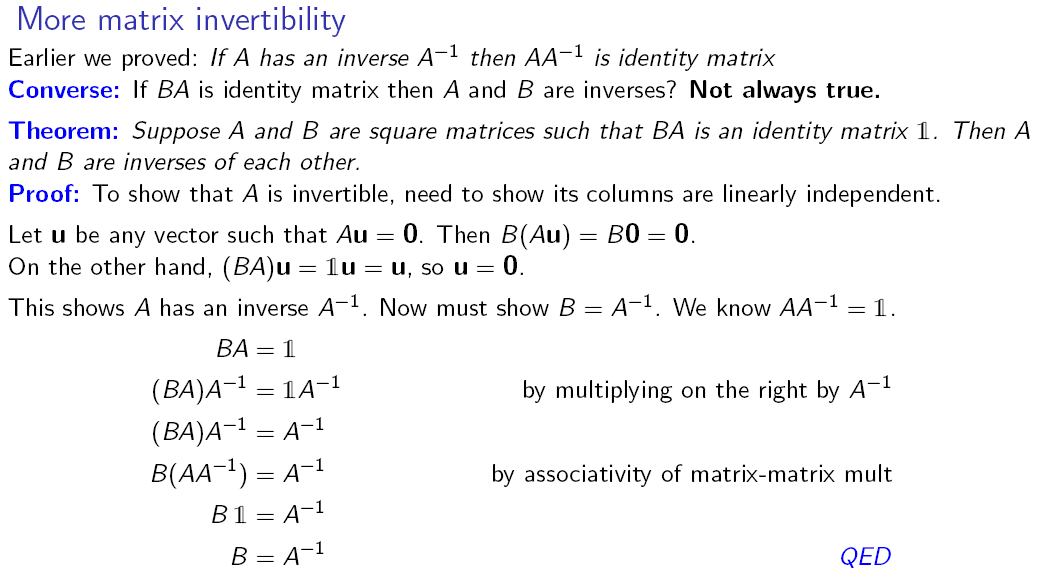 More matrix invertibility
Earlier we proved: If A has an inverse A⁻¹ then AA⁻¹ is identity matrix
Converse: If BA is identity matrix then A and B are inverses? Not always true.
Theorem: Suppose A and B are square matrices such that BA is an identity matrix 𝟙. Then A
and B are inverses of each other.
Proof: To show that A is invertible, need to show its columns are linearly independent.
Let u be any vector such that Au = 0. Then B(Au) = B0 = 0.
On the other hand, (BA)u = 𝟙u = u, so u = 0.
This shows A has an inverse A⁻¹. Now must show B = A⁻¹. We know AA⁻¹ = 𝟙.
BA = 𝟙
(BA)A⁻¹ = 𝟙A⁻¹ by multiplying on the right by A⁻¹
(BA)A⁻¹ = A⁻¹
B(AA⁻¹) = A⁻¹ by associativity of matrix-matrix mult
B 𝟙 = A⁻¹
B = A⁻¹ QED